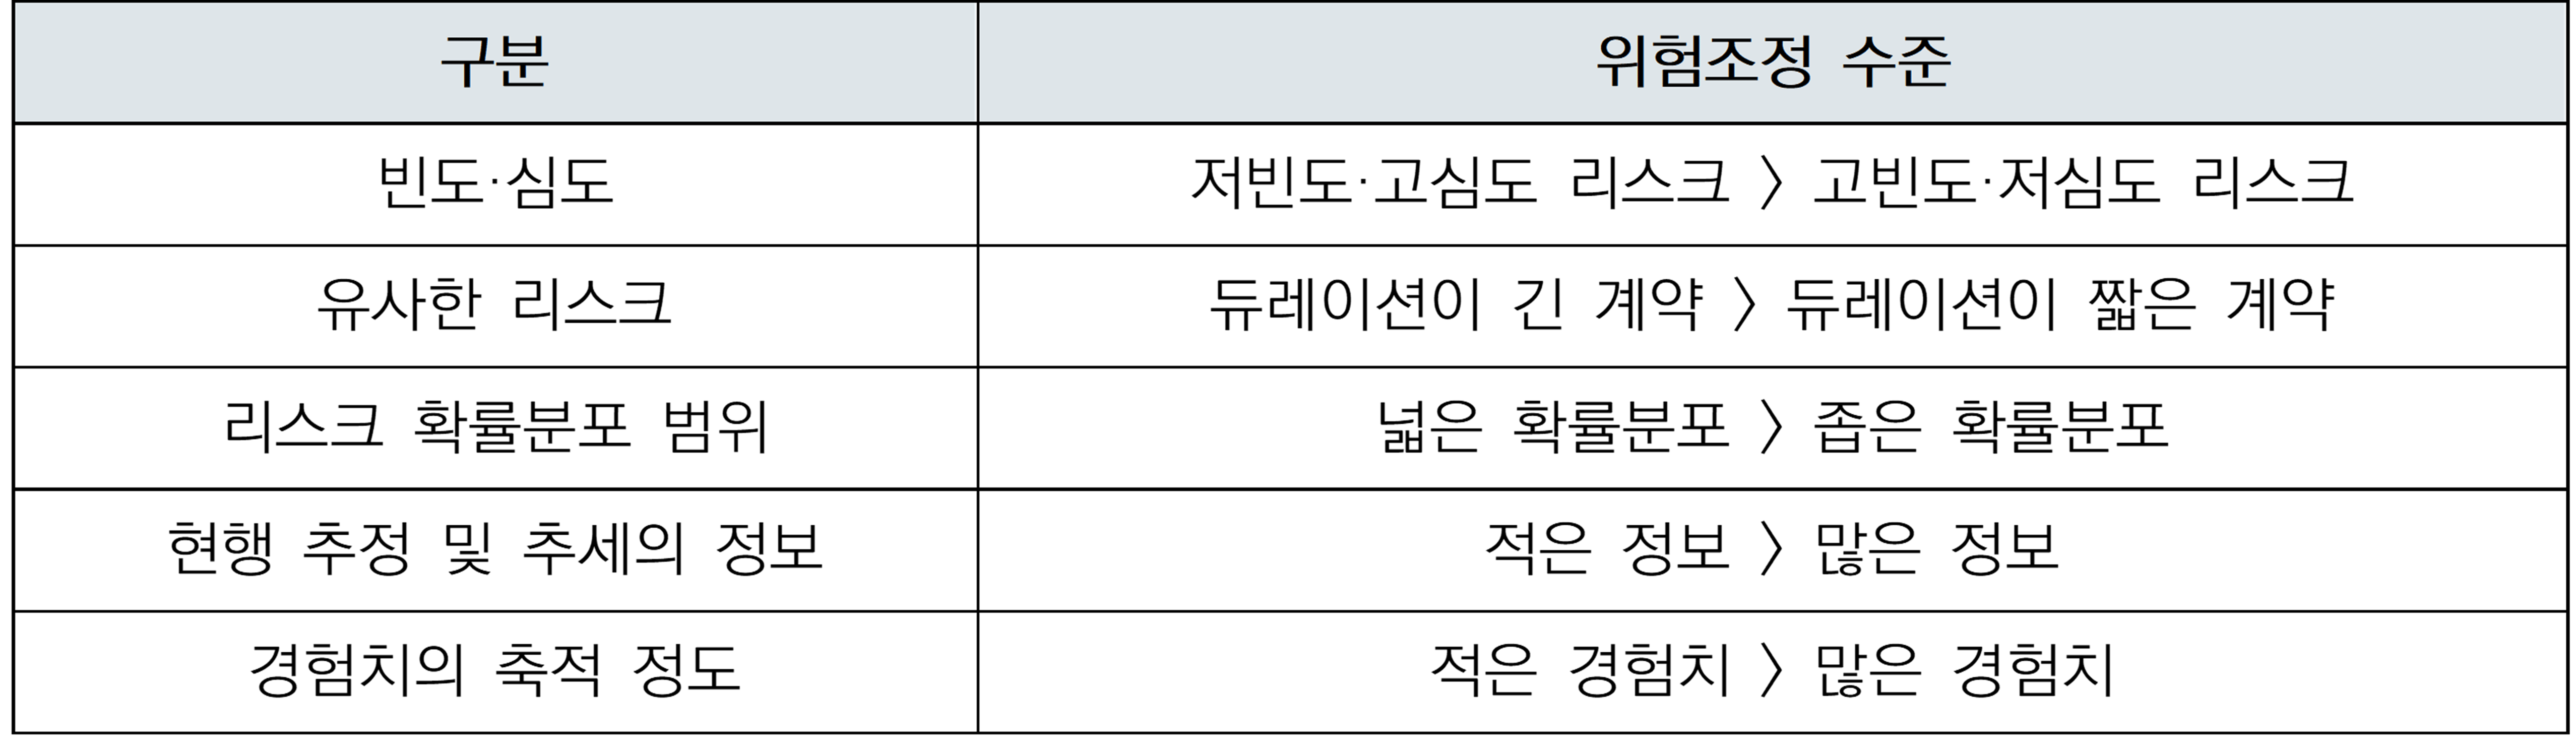 구분 위험조정 수준
빈도·심도 저빈도·고심도 리스크 〉 고빈도·저심도 리스크
유사한 리스크 듀레이션이 긴 계약 〉 듀레이션이 짧은 계약
리스크 확률분포 범위 넓은 확률분포 〉 좁은 확률분포
현행 추정 및 추세의 정보 적은 정보 〉 많은 정보
경험치의 축적 정도 적은 경험치 〉 많은 경험치